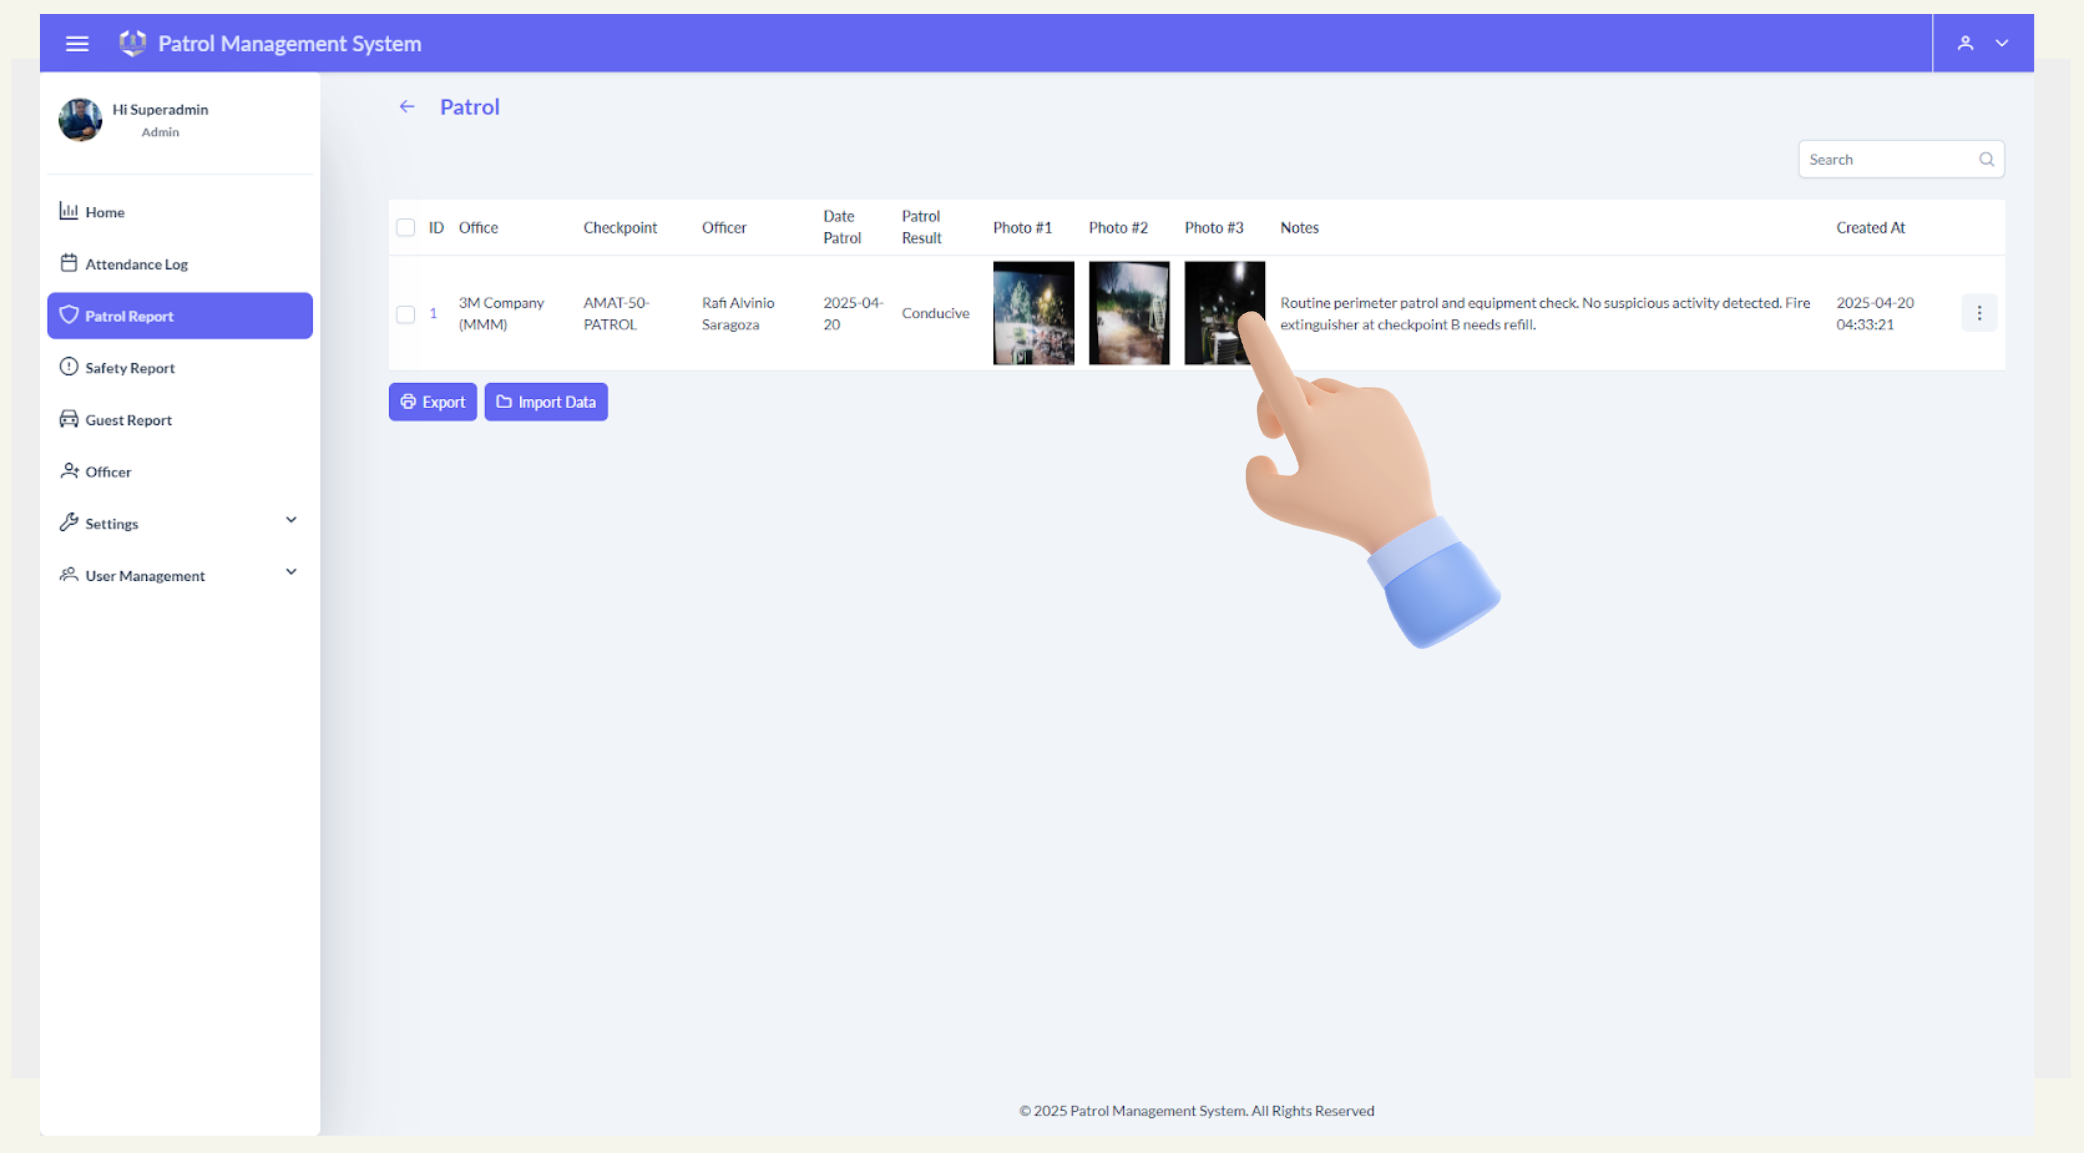 Patrol Management System
Hi Superadmin
Admin
Home
Attendance Log
Patrol Report
Safety Report
Guest Report
Officer
Settings
User Management
Patrol
Search
ID Office Checkpoint Officer Date Patrol Patrol Result Photo #1 Photo #2 Photo #3 Notes Created At
1 3M Company (MMM) AMAT-50-PATROL Rafi Alvinio Saragoza 2025-04-20 Conducive Routine perimeter patrol and equipment check. No suspicious activity detected. Fire extinguisher at checkpoint B needs refill. 2025-04-20 04:33:21
Export Import Data
© 2025 Patrol Management System. All Rights Reserved